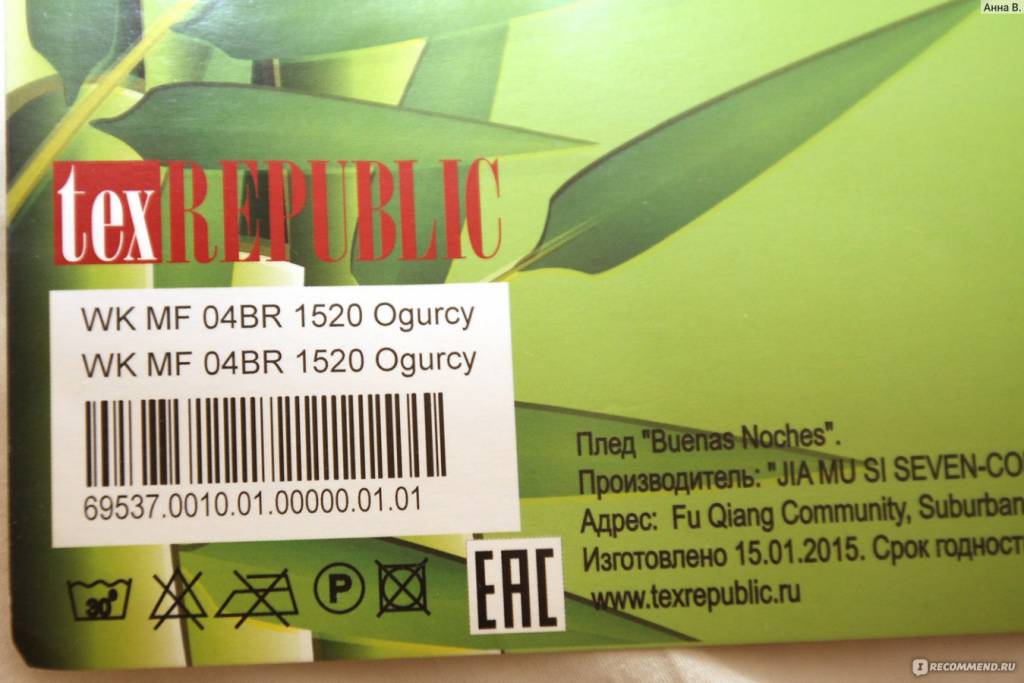 Анна В.
texREPUBLIC
WK MF 04BR 1520 Ogurcy
WK MF 04BR 1520 Ogurcy
69537.0010.01.00000.01.01
30°
P
EAC
Плед "Buenas Noches".
Производитель: "JIA MU SI SEVEN-CO
Адрес: Fu Qiang Community, Suburban
Изготовлено 15.01.2015. Срок годност
www.texrepublic.ru
IRECOMMEND.RU